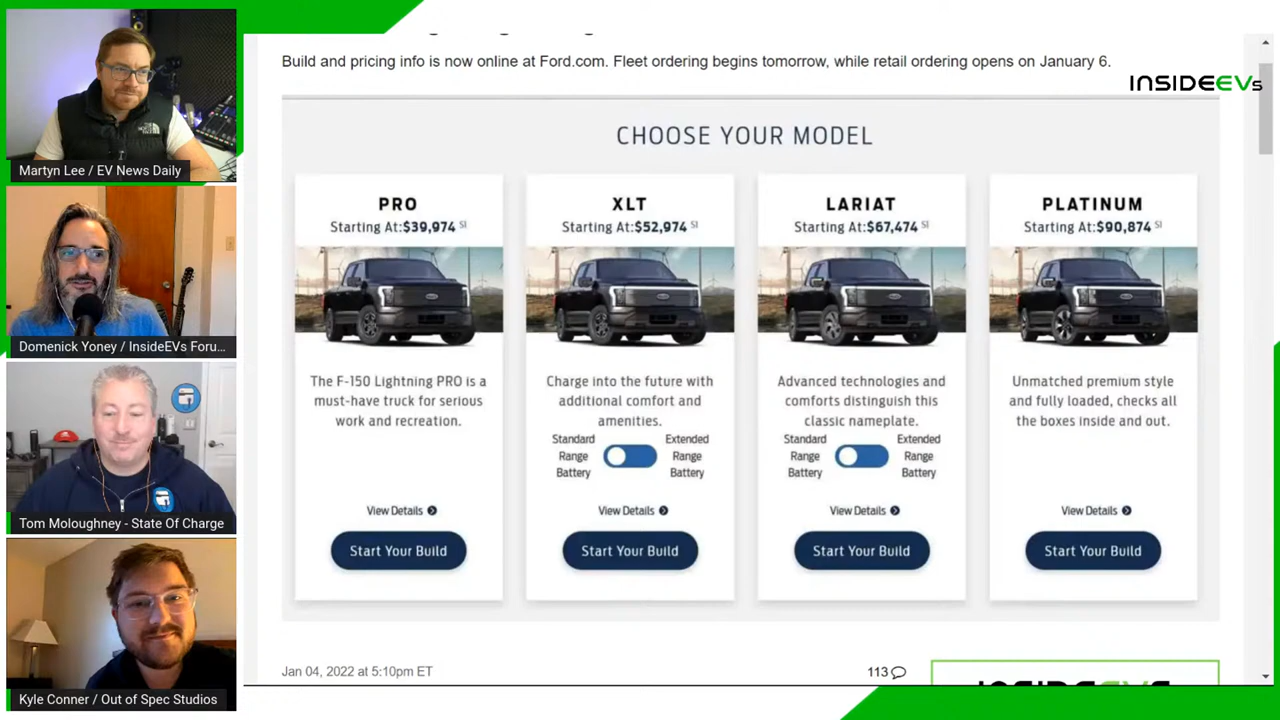 Martyn Lee / EV News Daily
Domenick Yoney / InsideEVs Foru...
Tom Moloughney - State Of Charge
Kyle Conner / Out of Spec Studios
Build and pricing info is now online at Ford.com. Fleet ordering begins tomorrow, while retail ordering opens on January 6.
INSIDEEVs
CHOOSE YOUR MODEL
PRO
Starting At:$39,974 SI
The F-150 Lightning PRO is a
must-have truck for serious
work and recreation.
View Details
Start Your Build
XLT
Starting At:$52,974 SI
Charge into the future with
additional comfort and
amenities.
Standard
Range
Battery
Extended
Range
Battery
View Details
Start Your Build
LARIAT
Starting At:$67,474 SI
Advanced technologies and
comforts distinguish this
classic nameplate.
Standard
Range
Battery
Extended
Range
Battery
View Details
Start Your Build
PLATINUM
Starting At:$90,874 SI
Unmatched premium style
and fully loaded, checks all
the boxes inside and out.
View Details
Start Your Build
Jan 04, 2022 at 5:10pm ET
113